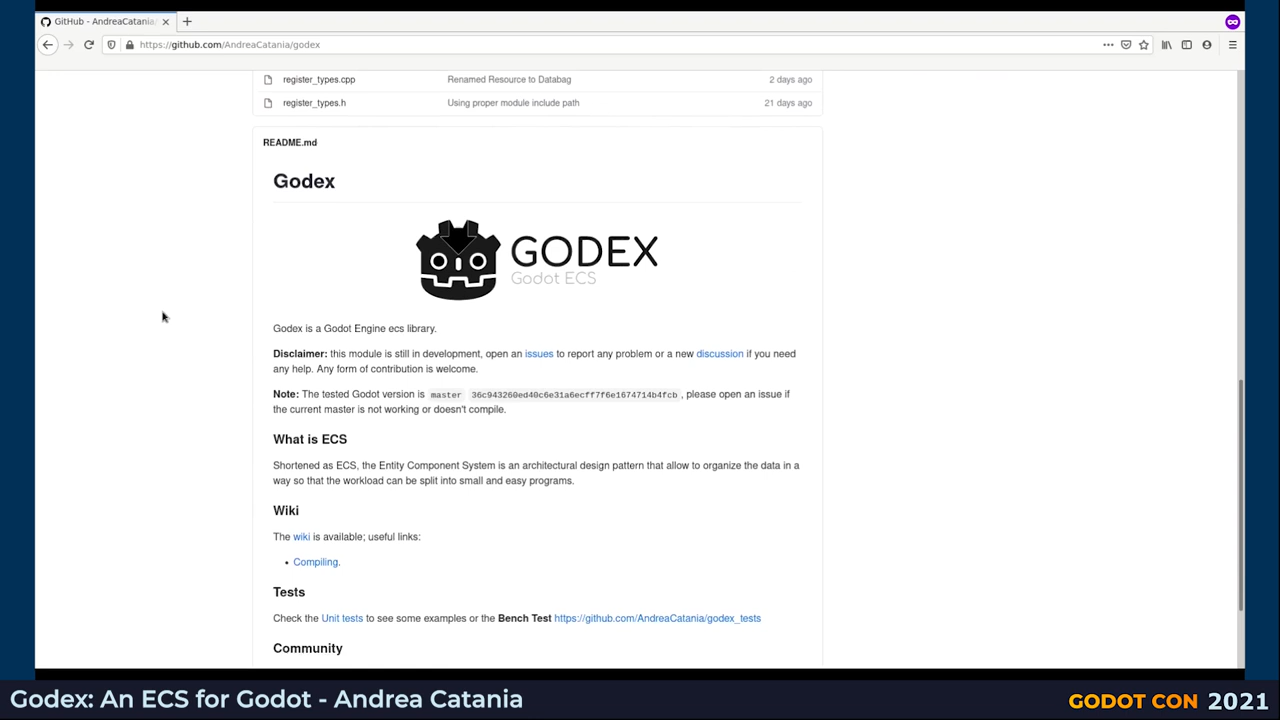 GitHub - AndreaCatania/
https://github.com/AndreaCatania/godex
register_types.cpp Renamed Resource to Databag 2 days ago
register_types.h Using proper module include path 21 days ago
README.md
Godex
GODEX
Godot ECS
Godex is a Godot Engine ecs library.
Disclaimer: this module is still in development, open an issues to report any problem or a new discussion if you need
any help. Any form of contribution is welcome.
Note: The tested Godot version is master 36c943260ed40c6e31a6ecff7f6e1674714b4fcb , please open an issue if
the current master is not working or doesn't compile.
What is ECS
Shortened as ECS, the Entity Component System is an architectural design pattern that allow to organize the data in a
way so that the workload can be split into small and easy programs.
Wiki
The wiki is available; useful links:
• Compiling.
Tests
Check the Unit tests to see some examples or the Bench Test https://github.com/AndreaCatania/godex_tests
Community
Godex: An ECS for Godot - Andrea Catania
GODOT CON 2021